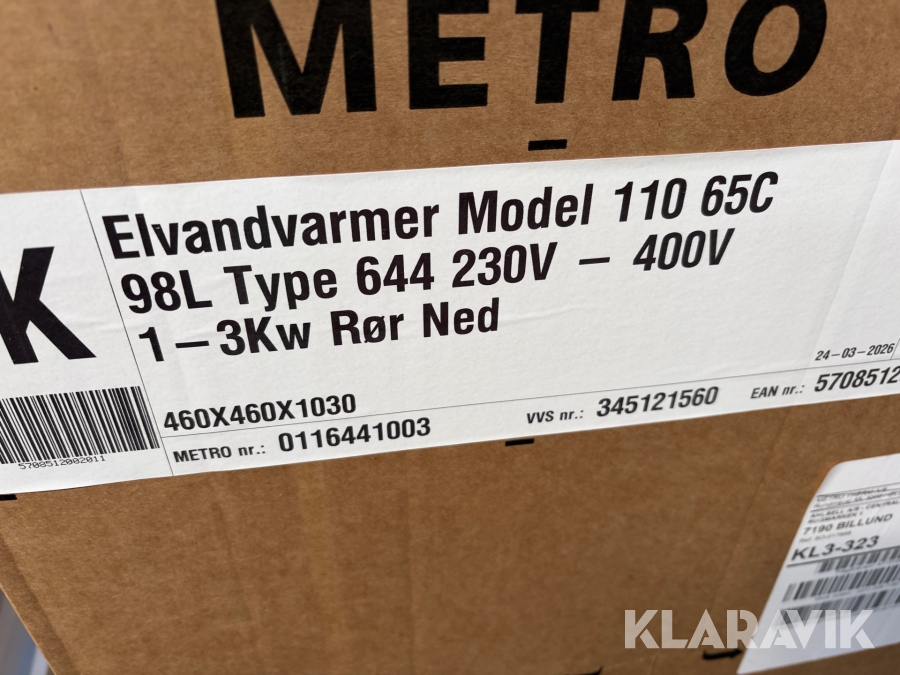 METRO
K
Elvandvarmer Model 110 65C
98L Type 644 230V – 400V
1–3Kw Rør Ned
24-03-2026
460X460X1030
METRO nr.: 0116441003
VVS nr.: 345121560
EAN nr.: 5708512
5708512002011
7190 BILLUND
KL3-323
KLARAVIK